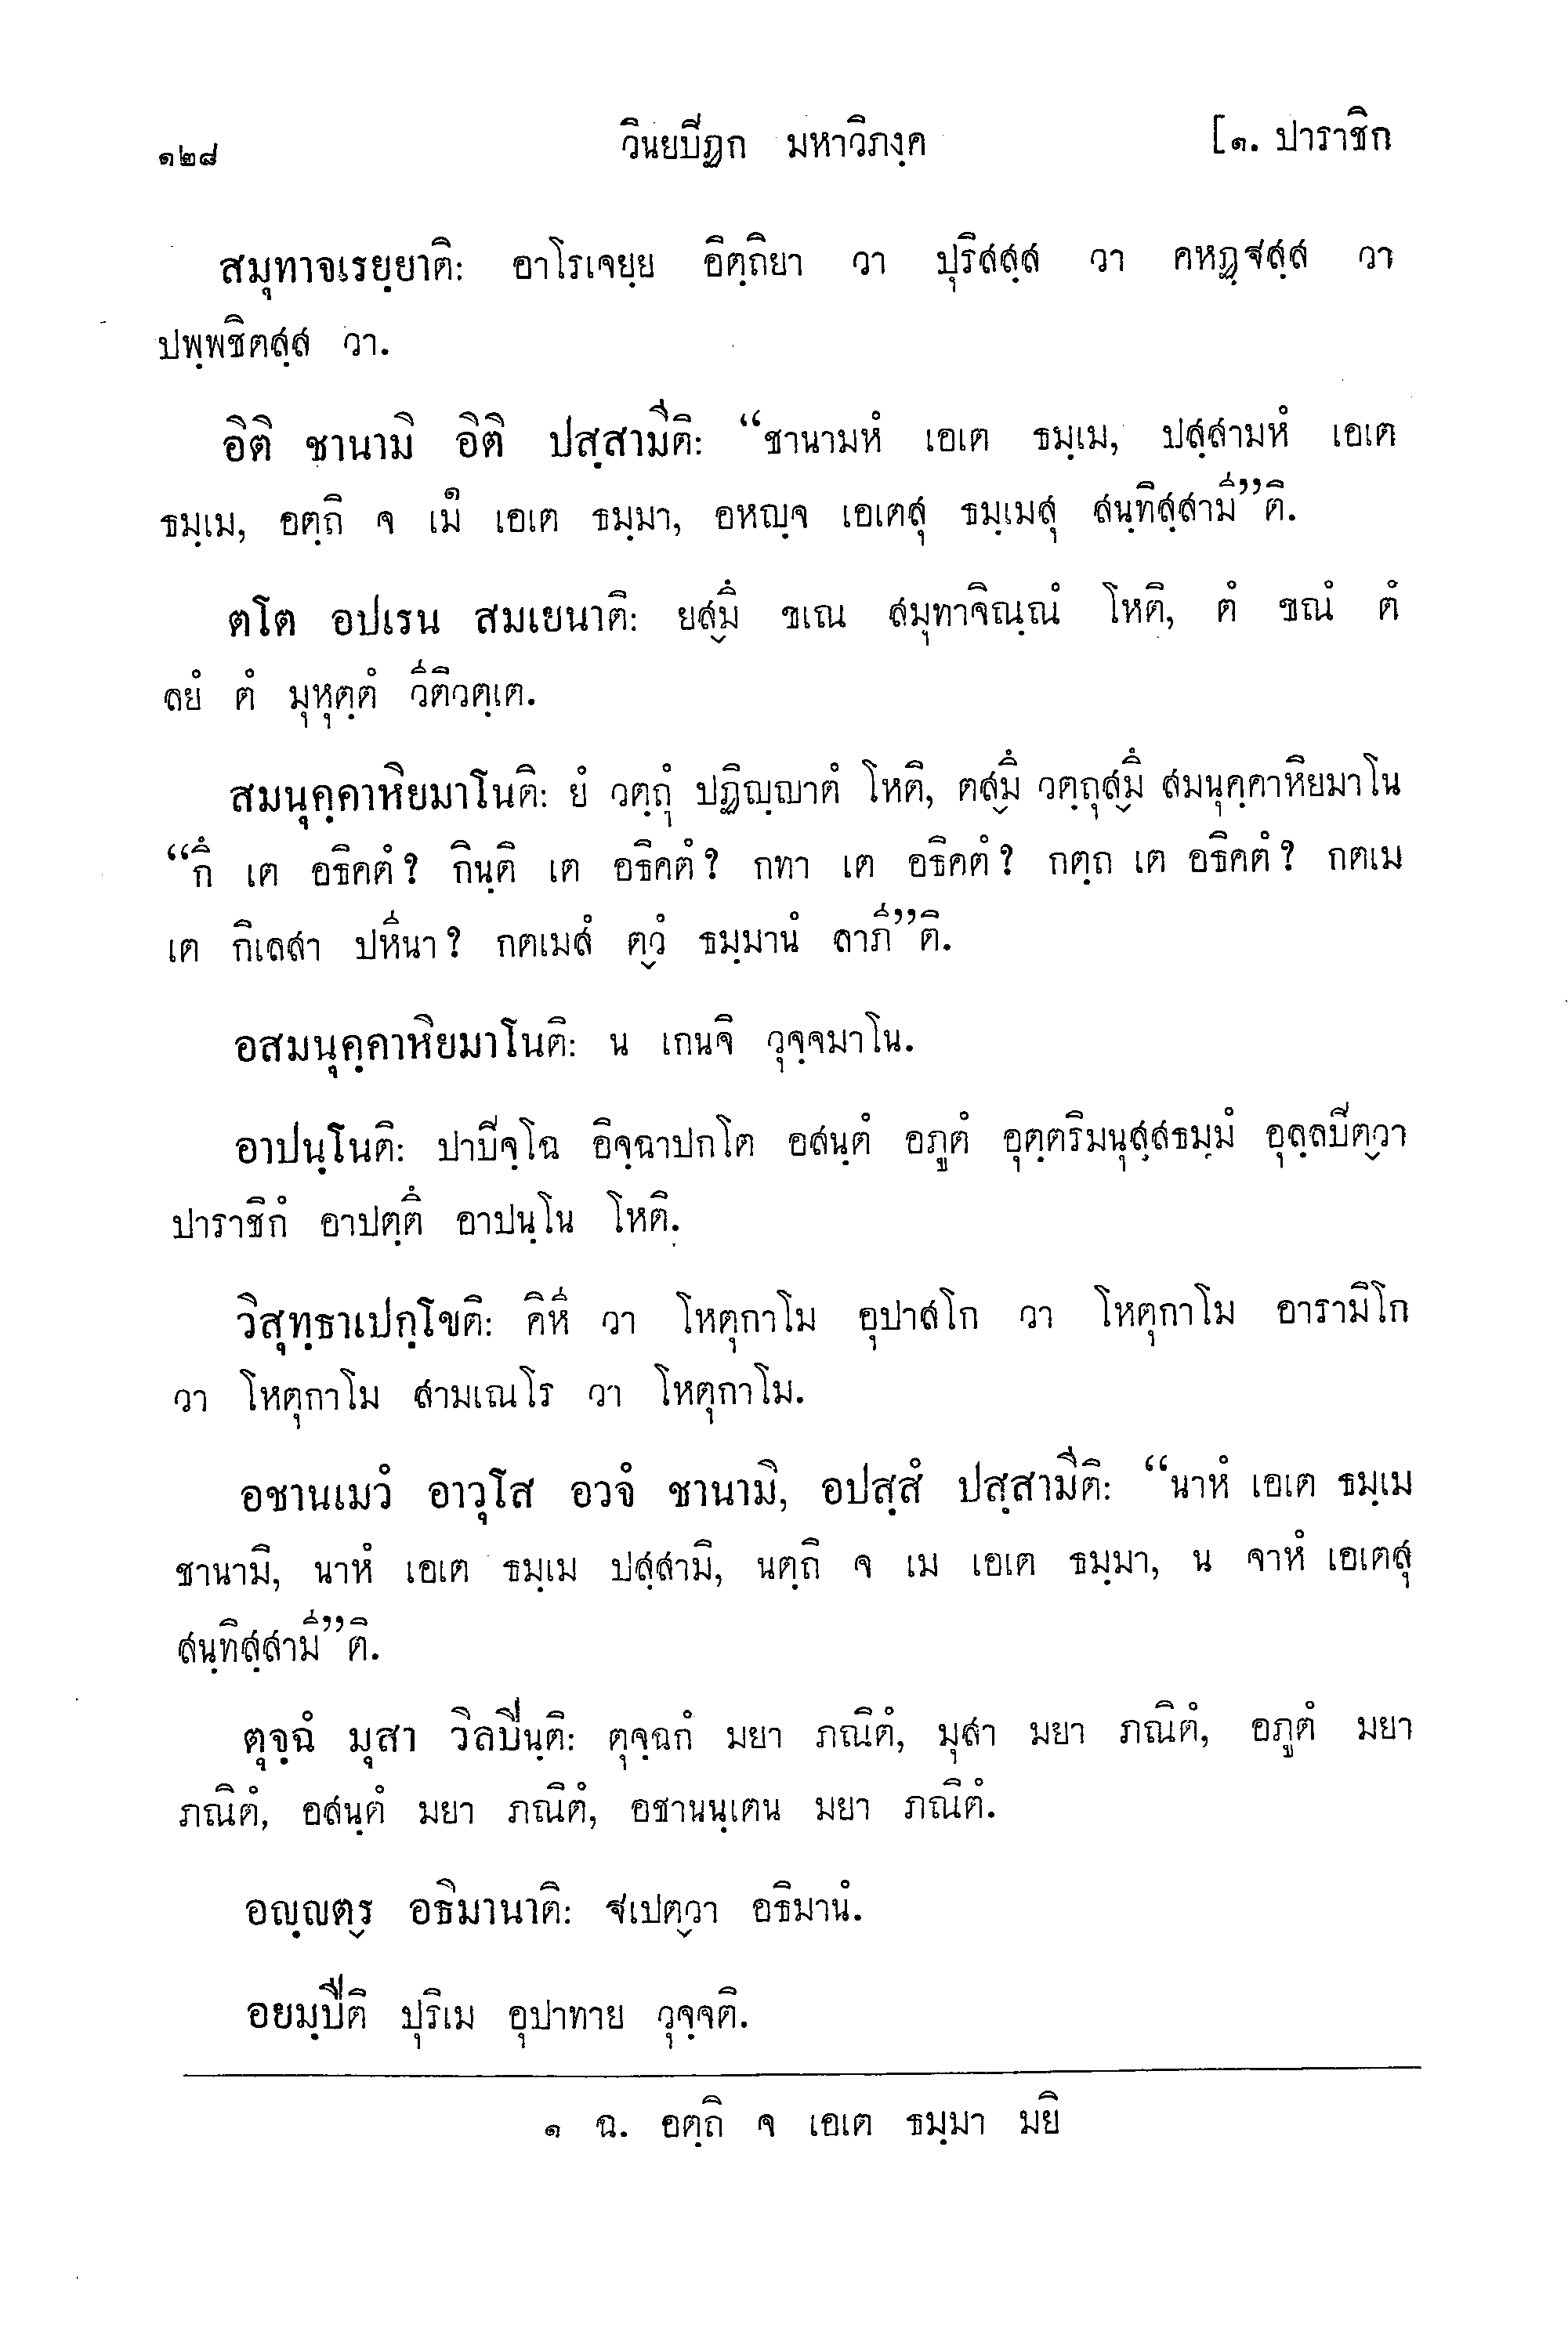 ๑๒๘ วินยปิฏก มหาวิภงฺค [๑. ปาราชิก
สมุทาจเรยฺยาติ: อาโรเจยฺย อิตฺถิยา วา ปุริสสฺส วา คหฏฺฐสฺส วา
ปพฺพชิตสฺส วา.
อิติ ชานามิ อิติ ปสฺสามีติ: “ชานามหํ เอเต ธมฺเม, ปสฺสามหํ เอเต
ธมฺเม, อตฺถิ จ เม๑ เอเต ธมฺมา, อหญฺจ เอเตสุ ธมฺเมสุ สนฺทิสฺสามี”ติ.
ตโต อปเรน สมเยนาติ: ยสฺมึ ขเณ สมุทาจิณฺณํ โหติ, ตํ ขณํ ตํ
ลยํ ตํ มุหุตฺตํ วีติวตฺเต.
สมนุคฺคาหิยมาโนติ: ยํ วตฺถุํ ปฏิญฺญาตํ โหติ, ตสฺมึ วตฺถุสฺมึ สมนุคฺคาหิยมาโน
“กึ เต อธิคตํ? กินฺติ เต อธิคตํ? กทา เต อธิคตํ? กตฺถ เต อธิคตํ? กตเม
เต กิเลสา ปหีนา? กตเมสํ ตฺวํ ธมฺมานํ ลาภี”ติ.
อสมนุคฺคาหิยมาโนติ: น เกนจิ วุจฺจมาโน.
อาปนฺโนติ: ปาปิจฺโฉ อิจฺฉาปกโต อสนฺตํ อภูตํ อุตฺตริมนุสฺสธมฺมํ อุลฺลปิตฺวา
ปาราชิกํ อาปตฺตึ อาปนฺโน โหติ.
วิสุทฺธาเปกฺโขติ: คิหี วา โหตุกาโม อุปาสโก วา โหตุกาโม อารามิโก
วา โหตุกาโม สามเณโร วา โหตุกาโม.
อชานเมวํ อาวุโส อวจํ ชานามิ, อปสฺสํ ปสฺสามีติ: “นาหํ เอเต ธมฺเม
ชานามิ, นาหํ เอเต ธมฺเม ปสฺสามิ, นตฺถิ จ เม เอเต ธมฺมา, น จาหํ เอเตสุ
สนฺทิสฺสามี”ติ.
ตุจฺฉํ มุสา วิลปินฺติ: ตุจฺฉกํ มยา ภณิตํ, มุสา มยา ภณิตํ, อภูตํ มยา
ภณิตํ, อสนฺตํ มยา ภณิตํ, อชานนฺเตน มยา ภณิตํ.
อญฺญตฺร อธิมานาติ: ฐเปตฺวา อธิมานํ.
อยมฺปีติ ปุริเม อุปาทาย วุจฺจติ.
๑ ฉ. อตฺถิ จ เอเต ธมฺมา มยิ